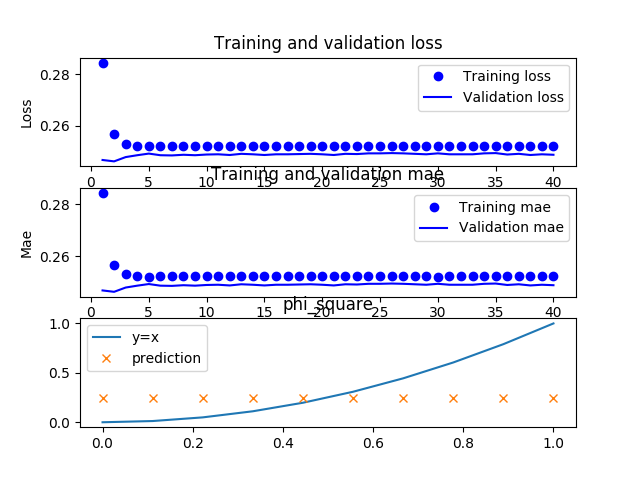 Training and validation loss
0.28
0.26
Loss
Training loss
Validation loss
0 5 10 15 20 25 30 35 40
Training and validation mae
0.28
0.26
Mae
Training mae
Validation mae
0 5 10 15 20 25 30 35 40
phi_square
1.0
0.5
0.0
y=x
prediction
0.0 0.2 0.4 0.6 0.8 1.0